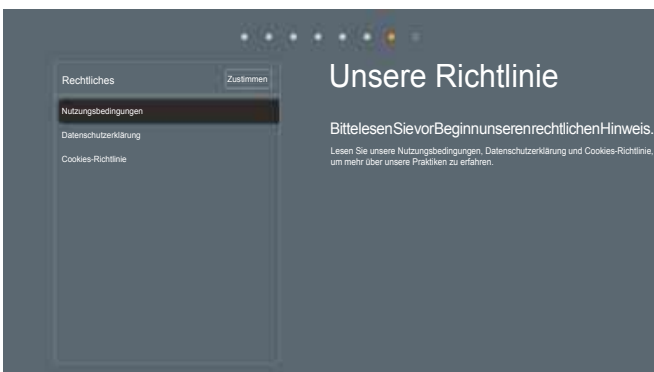 Rechtliches
Zustimmen
Nutzungsbedingungen
Datenschutzerklärung
Cookies-Richtlinie
Unsere Richtlinie
BittelesenSievorBeginnunserenrechtlichenHinweis.
Lesen Sie unsere Nutzungsbedingungen, Datenschutzerklärung und Cookies-Richtlinie,
um mehr über unsere Praktiken zu erfahren.